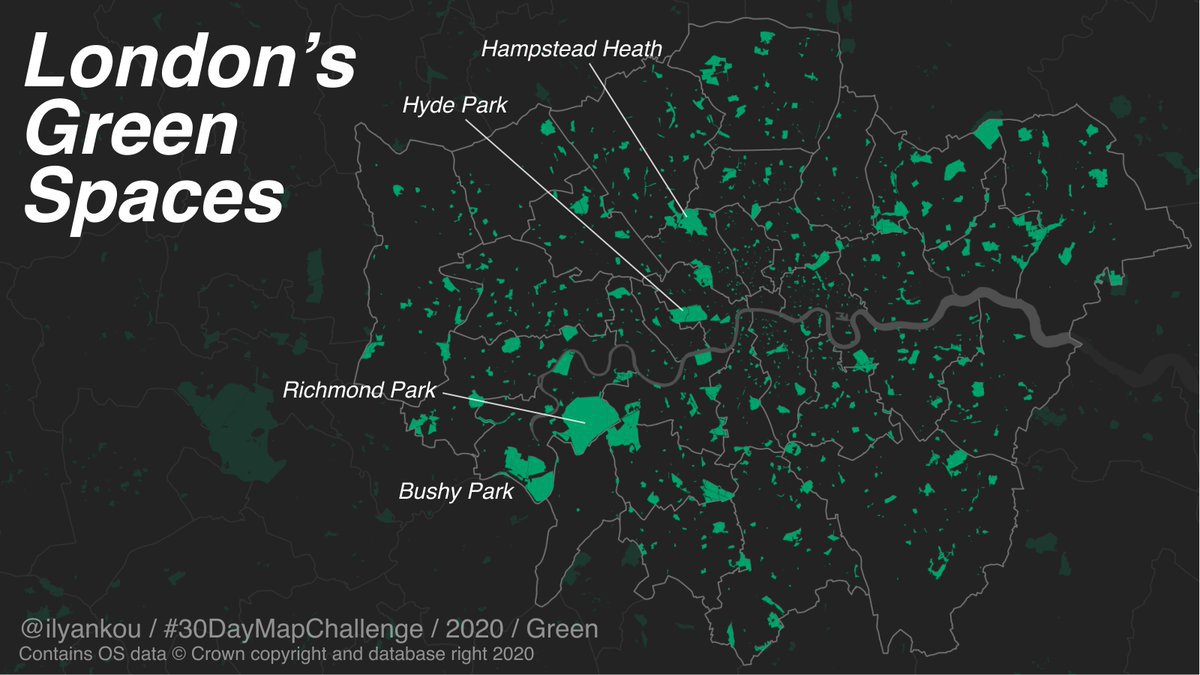 London’s
Green
Spaces
Hampstead Heath
Hyde Park
Richmond Park
Bushy Park
@ilyankou / #30DayMapChallenge / 2020 / Green
Contains OS data © Crown copyright and database right 2020